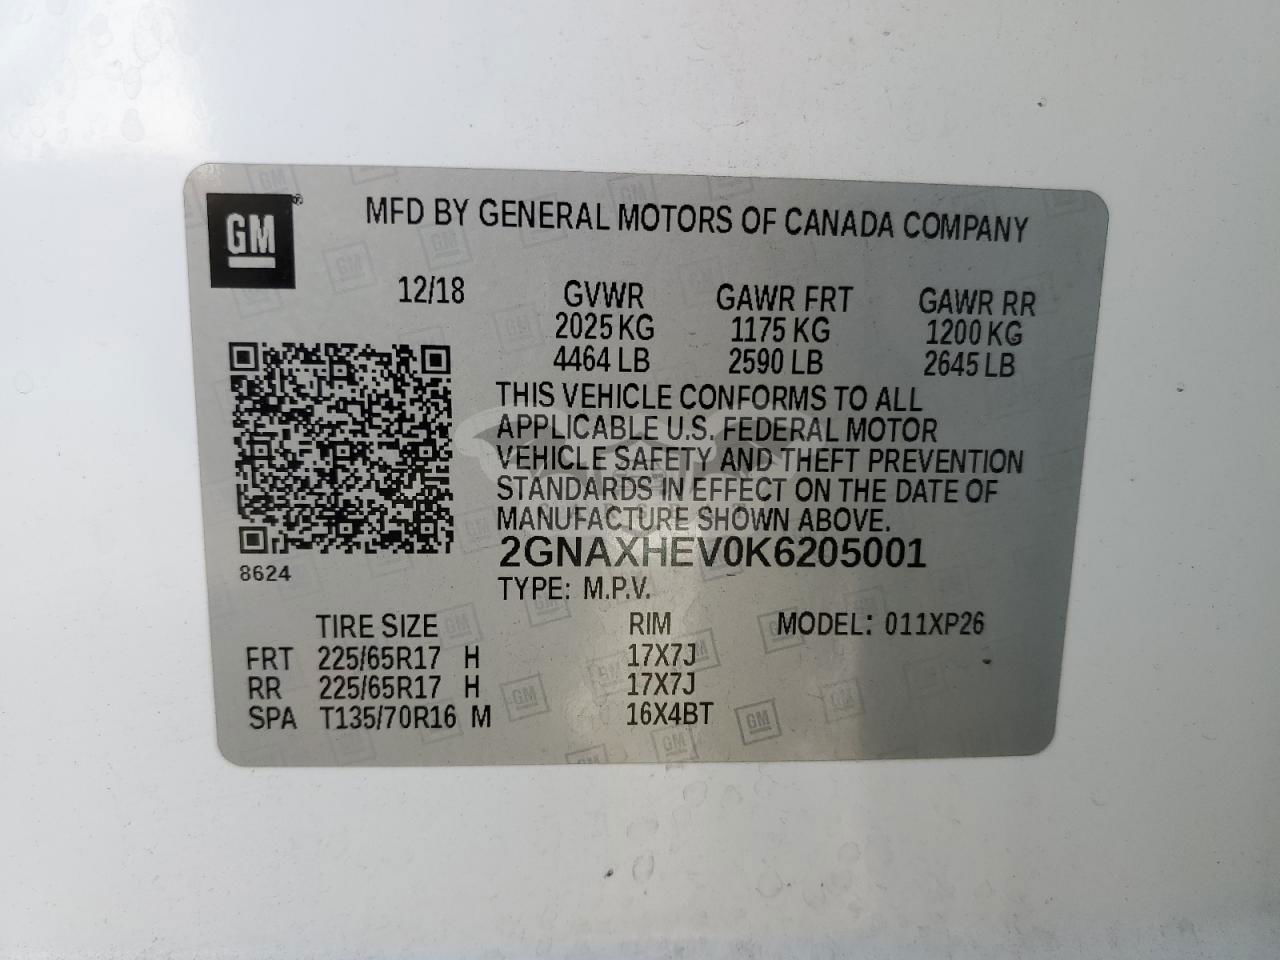 GM
MFD BY GENERAL MOTORS OF CANADA COMPANY
12/18 GVWR GAWR FRT GAWR RR
2025 KG 1175 KG 1200 KG
4464 LB 2590 LB 2645 LB
THIS VEHICLE CONFORMS TO ALL
APPLICABLE U.S. FEDERAL MOTOR
VEHICLE SAFETY AND THEFT PREVENTION
STANDARDS IN EFFECT ON THE DATE OF
MANUFACTURE SHOWN ABOVE.
2GNAXHEV0K6205001
8624
TYPE: M.P.V.
TIRE SIZE RIM MODEL: 011XP26
FRT 225/65R17 H 17X7J
RR 225/65R17 H 17X7J
SPA T135/70R16 M 16X4BT